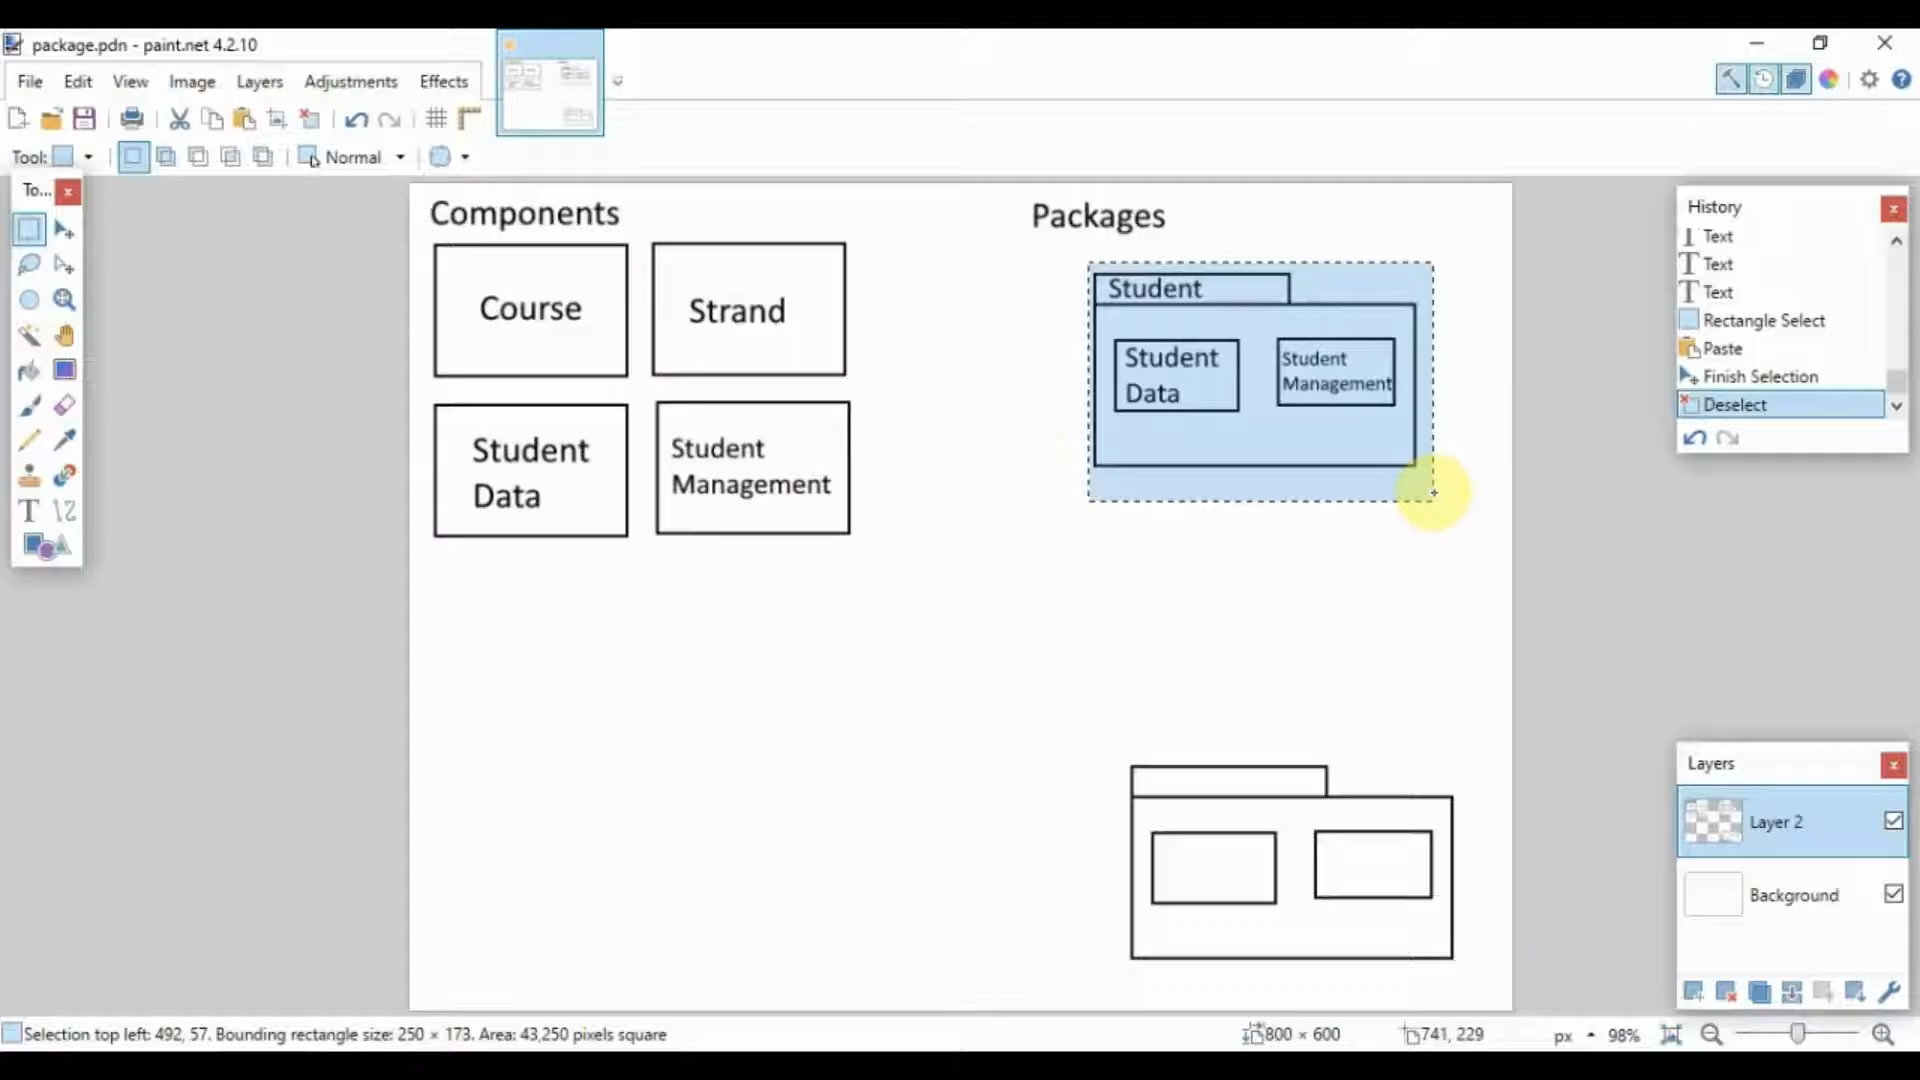 package.pdn - paint.net 4.2.10
File Edit View Image Layers Adjustments Effects
Tool: Normal
To...
Components
Course
Strand
Student
Data
Student
Management
Packages
Student
Student
Data
Student
Management
History
Text
Text
Text
Rectangle Select
Paste
Finish Selection
Deselect
Layers
Layer 2
Background
Selection top left: 492, 57. Bounding rectangle size: 250 × 173. Area: 43,250 pixels square
800 × 600
741, 229
px
98%